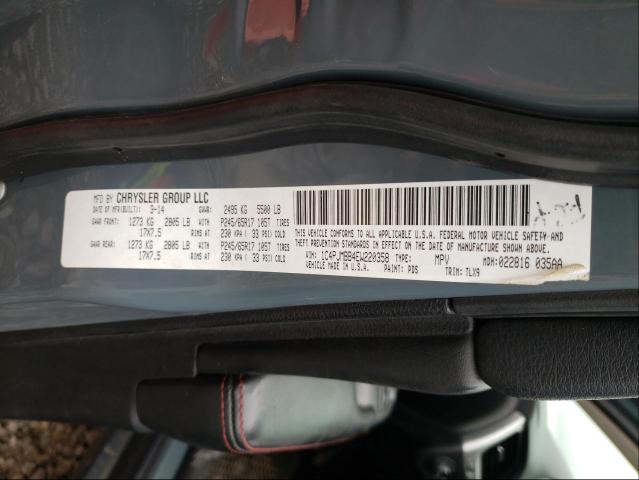 MFD BY CHRYSLER GROUP LLC
DATE OF MFR(BUILT): 3-14 GVWR: 2495 KG 5500 LB
GAWR FRONT: 1273 KG 2805 LB WITH P245/65R17 105T TIRES
17X7.5 RIMS AT 230 KPA ( 33 PSI) COLD
GAWR REAR: 1273 KG 2805 LB WITH P245/65R17 105T TIRES
17X7.5 RIMS AT 230 KPA ( 33 PSI) COLD
THIS VEHICLE CONFORMS TO ALL APPLICABLE U.S.A. FEDERAL MOTOR VEHICLE SAFETY AND
THEFT PREVENTION STANDARDS IN EFFECT ON THE DATE OF MANUFACTURE SHOWN ABOVE.
VIN: 1C4PJMBB4EW220358 TYPE: MPV MDH: 022816 035AA
VEHICLE MADE IN U.S.A. PAINT: PDS TRIM: TLX9